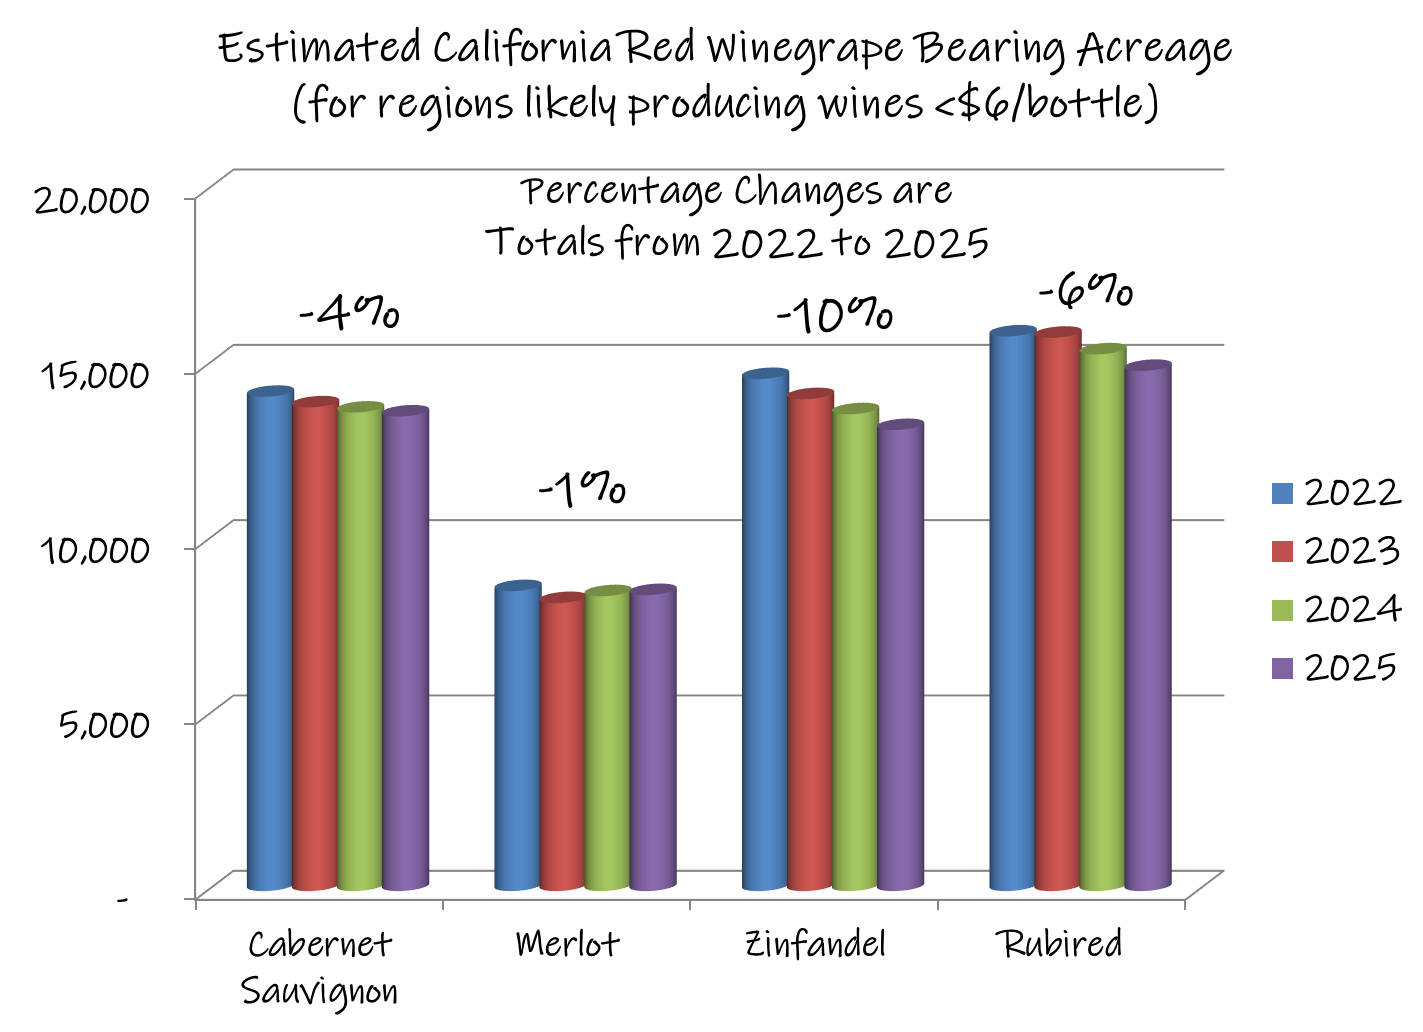 Estimated California Red Winegrape Bearing Acreage
(for regions likely producing wines <$6/bottle)
Percentage Changes are
Totals from 2022 to 2025
20,000
15,000
10,000
5,000
-
-4%
-1%
-10%
-6%
2022
2023
2024
2025
Cabernet
Sauvignon
Merlot
Zinfandel
Rubired